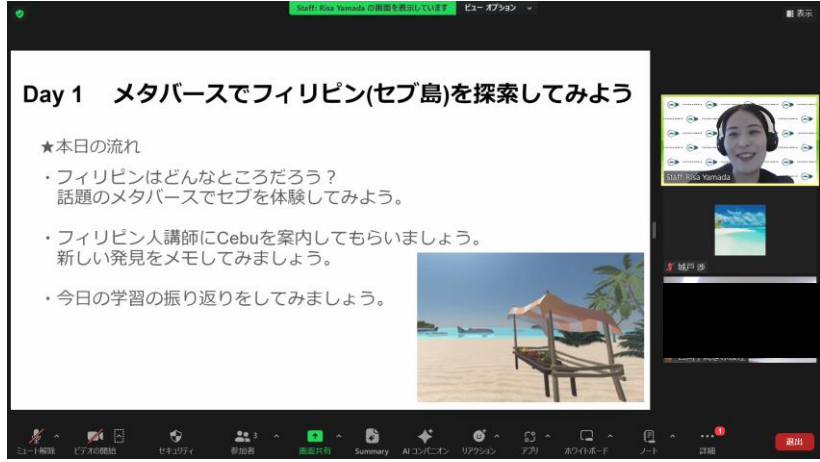 Staff: Risa Yamada の画面を表示しています
ビュー オプション
表示
Day 1 メタバースでフィリピン(セブ島)を探索してみよう
★本日の流れ
・フィリピンはどんなところだろう？
話題のメタバースでセブを体験してみよう。
・フィリピン人講師にCebuを案内してもらいましょう。
新しい発見をメモしてみましょう。
・今日の学習の振り返りをしてみましょう。
Staff: Risa Yamada
城戸 渉
ミュート解除
ビデオの開始
セキュリティ
参加者
3
画面共有
Summary
AI コンパニオン
リアクション
アプリ
ホワイトボード
ノート
詳細
1
退出